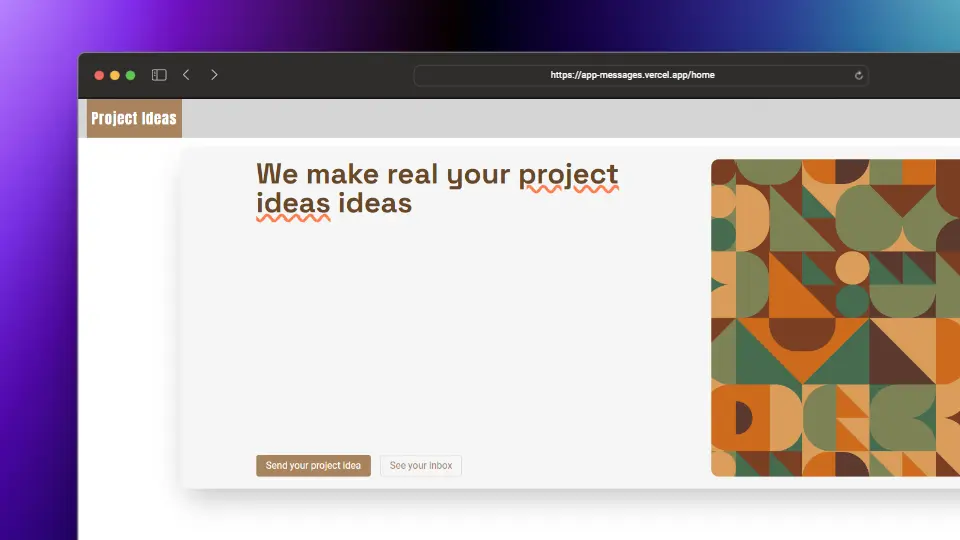 https://app-messages.vercel.app/home
Project Ideas
We make real your project
ideas ideas
Send your project idea
See your inbox